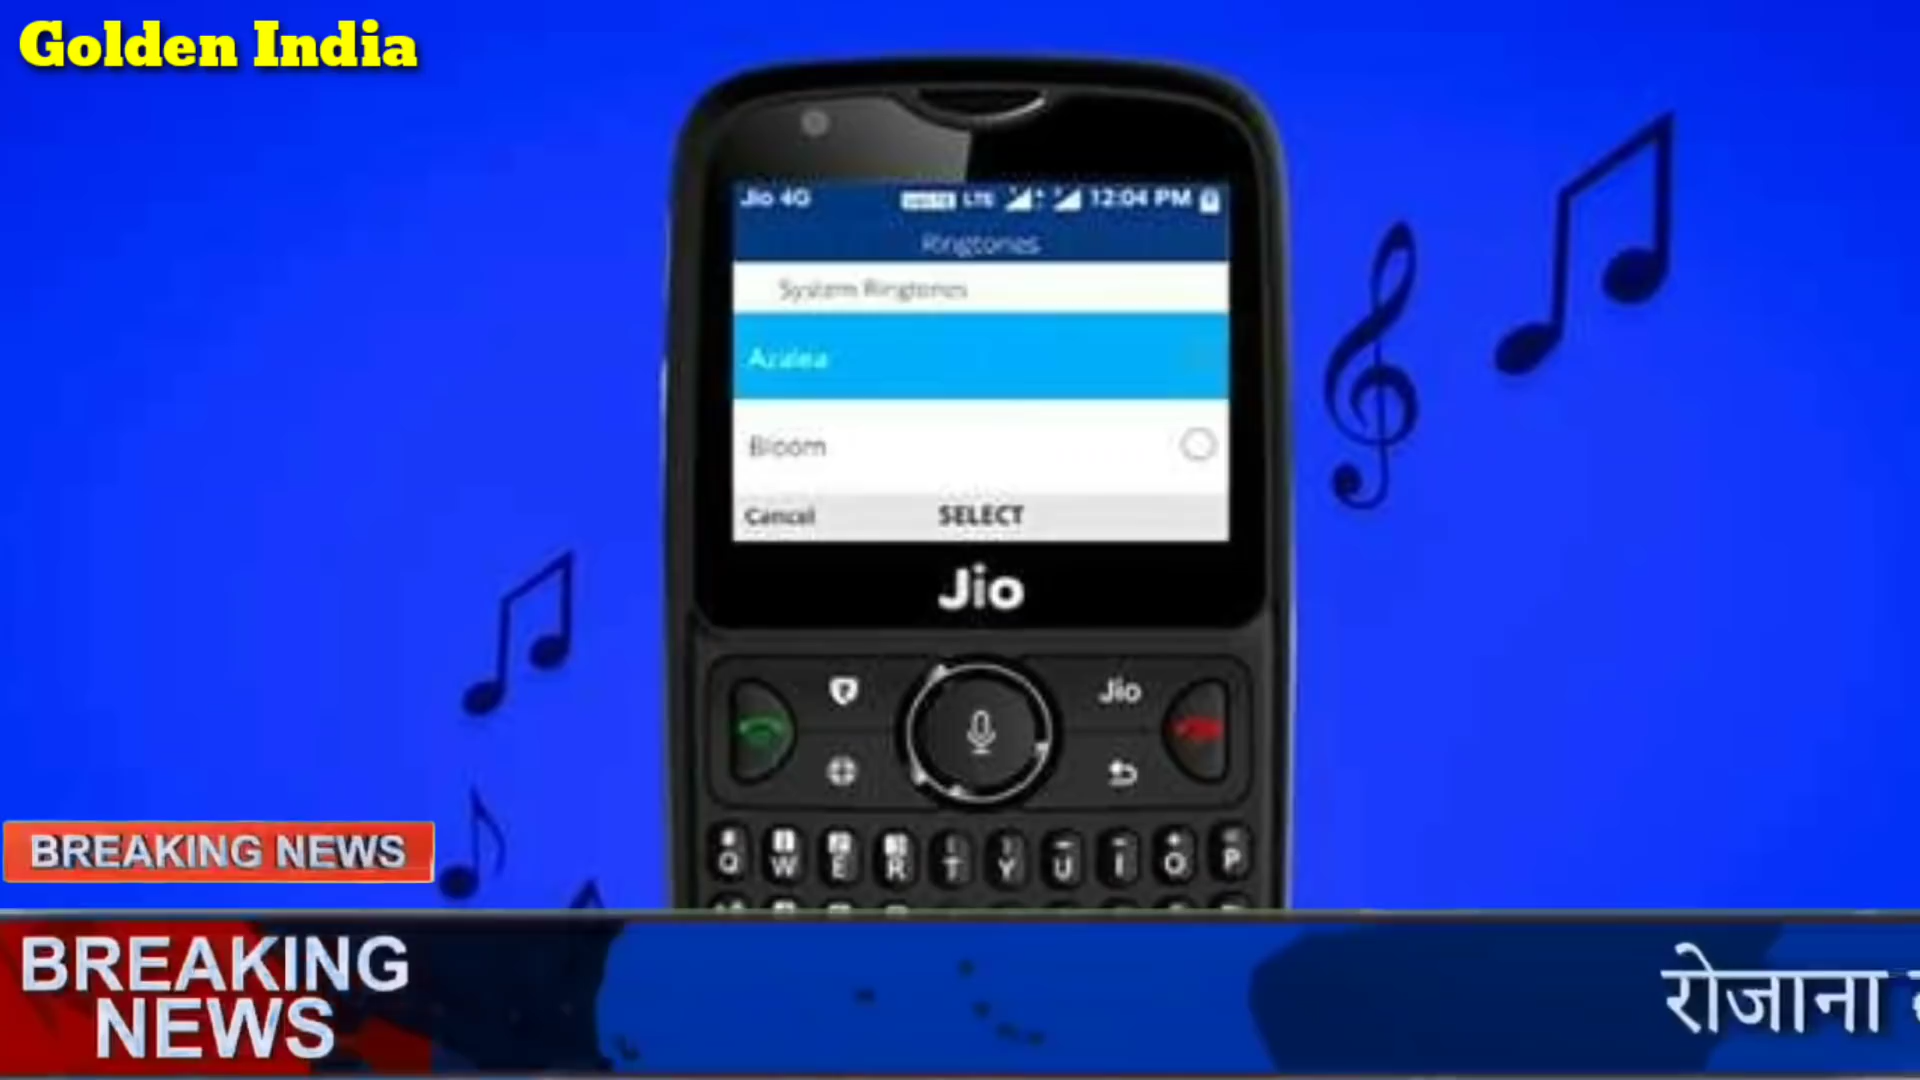 Golden India
Jio 4G LTE 12:04 PM
Ringtones
System Ringtones
Azalea
Bloom
Cancel SELECT
Jio
Jio
Q W E R T Y U I O P
BREAKING NEWS
BREAKING
NEWS
रोजाना